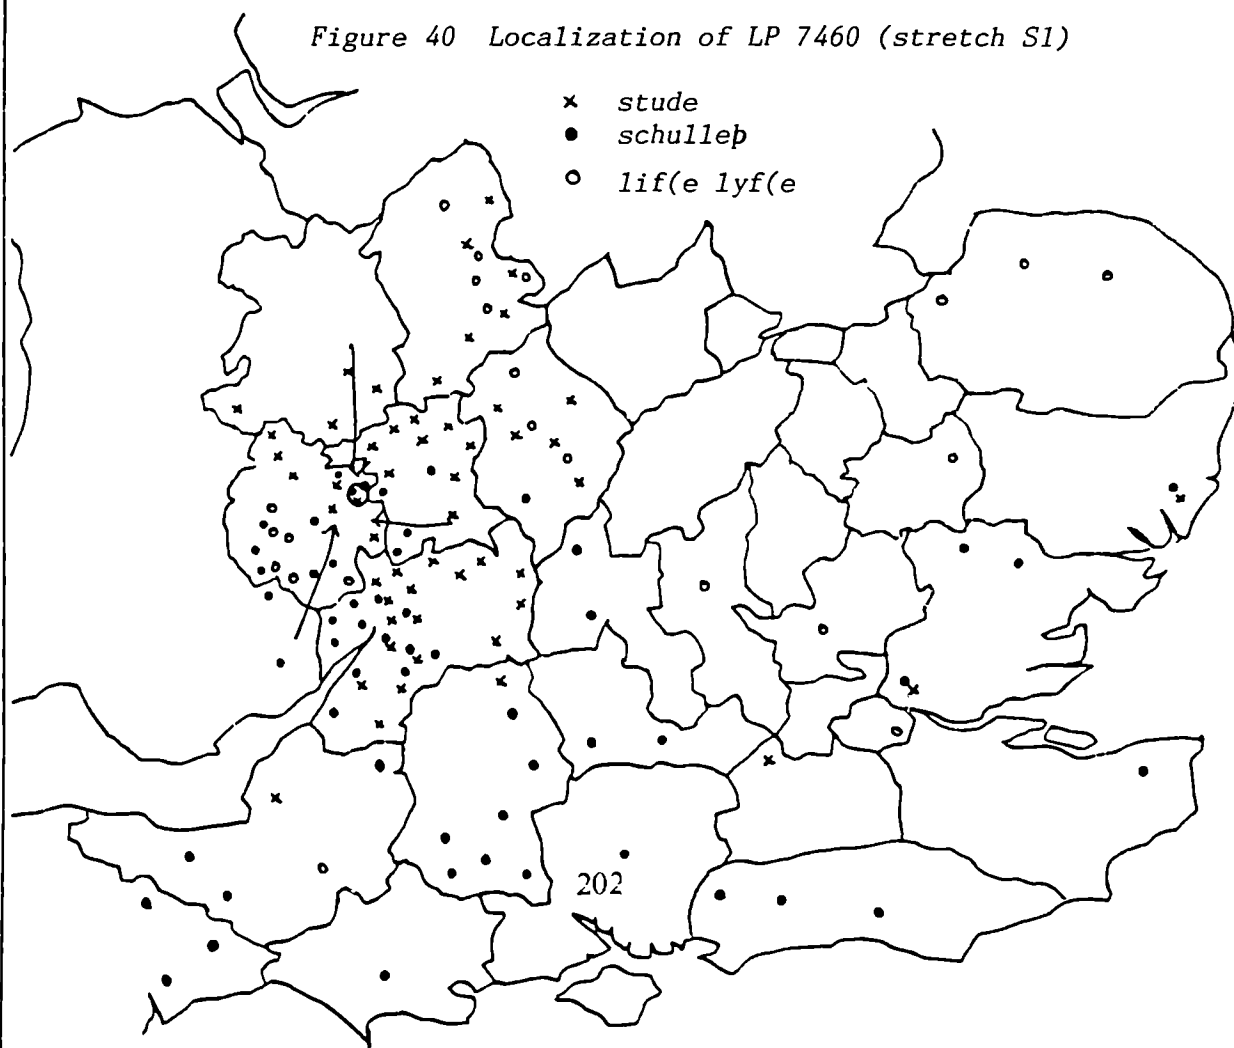 Figure 40 Localization of LP 7460 (stretch S1)
× stude
● schulleþ
○ lif(e lyf(e
202